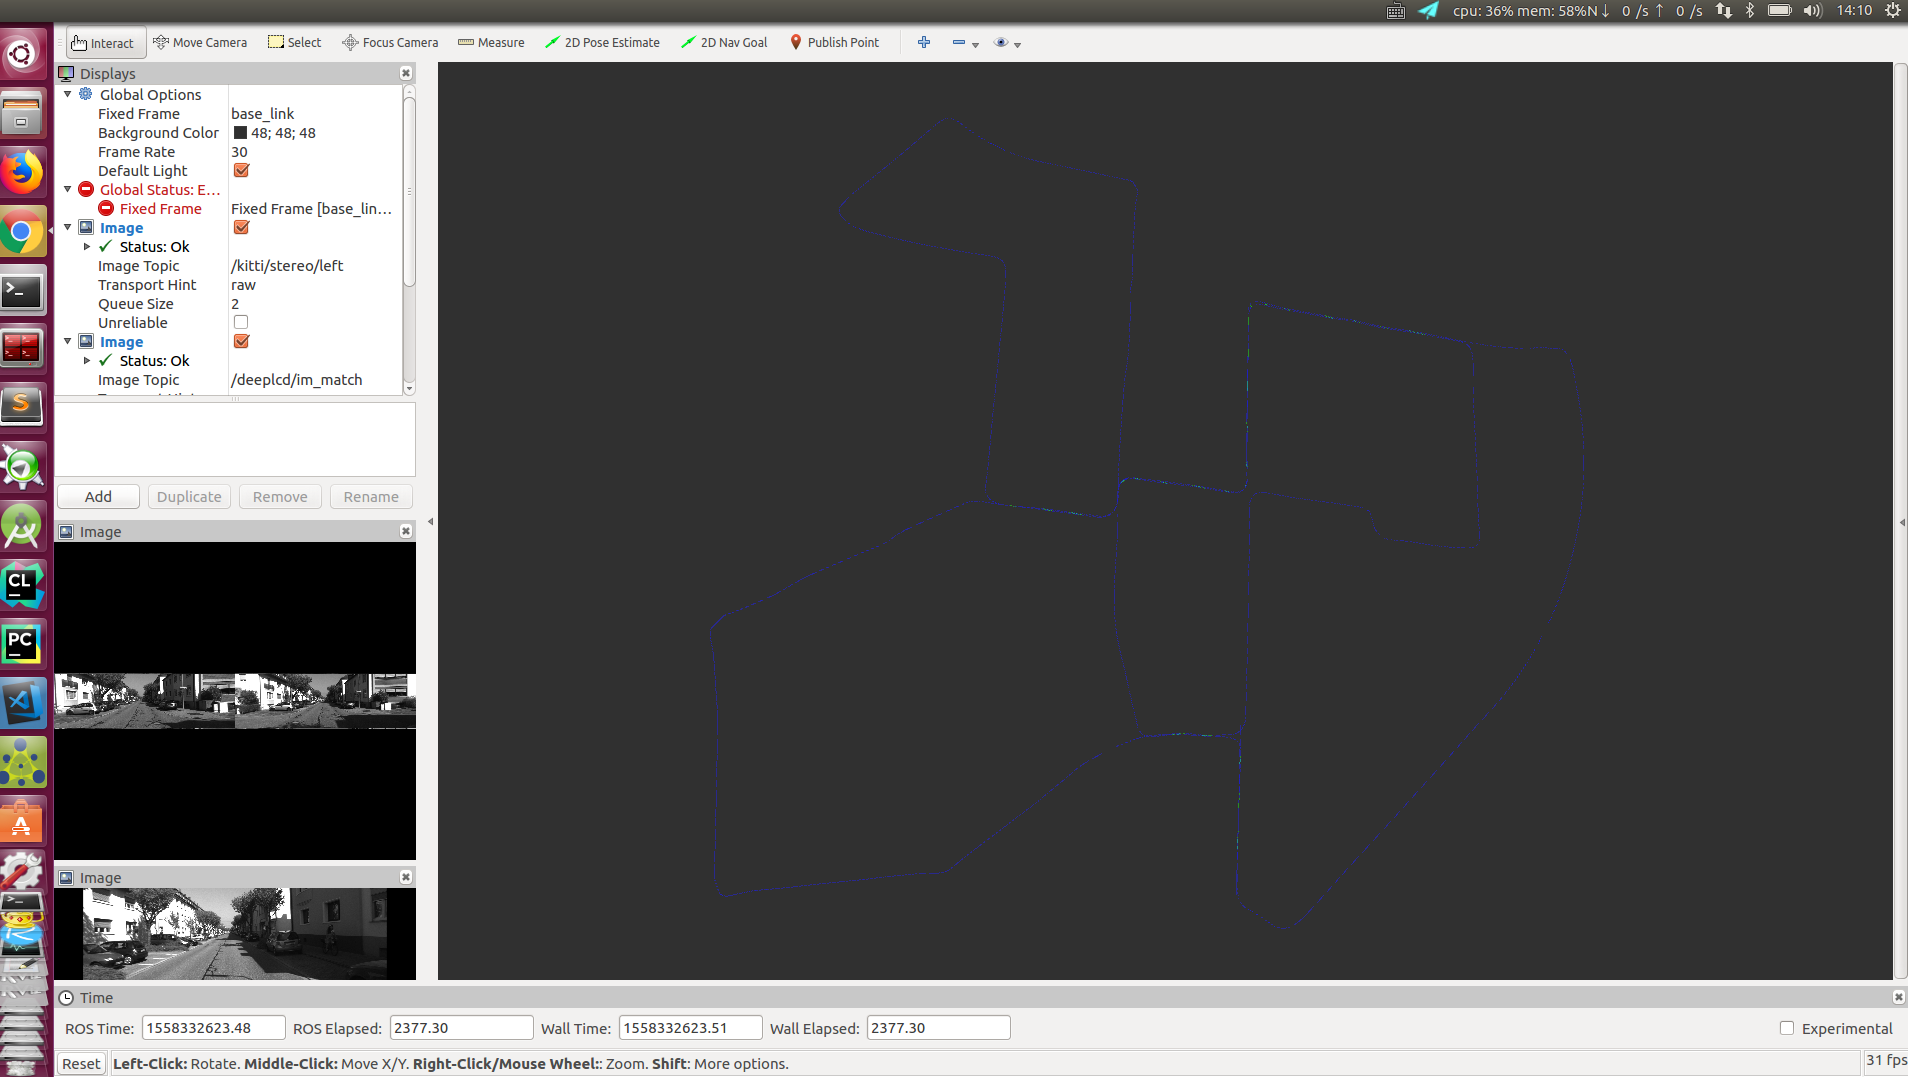 cpu: 36% mem: 58%N↓ 0 /s ↑ 0 /s 14:10
Interact Move Camera Select Focus Camera Measure 2D Pose Estimate 2D Nav Goal Publish Point
Displays
Global Options
Fixed Frame base_link
Background Color 48; 48; 48
Frame Rate 30
Default Light
Global Status: E...
Fixed Frame Fixed Frame [base_lin...
Image
Status: Ok
Image Topic /kitti/stereo/left
Transport Hint raw
Queue Size 2
Unreliable
Image
Status: Ok
Image Topic /deeplcd/im_match
Add Duplicate Remove Rename
Image
CL
PC
Image
Time
ROS Time: 1558332623.48 ROS Elapsed: 2377.30 Wall Time: 1558332623.51 Wall Elapsed: 2377.30 Experimental
Reset Left-Click: Rotate. Middle-Click: Move X/Y. Right-Click/Mouse Wheel:: Zoom. Shift: More options. 31 fps